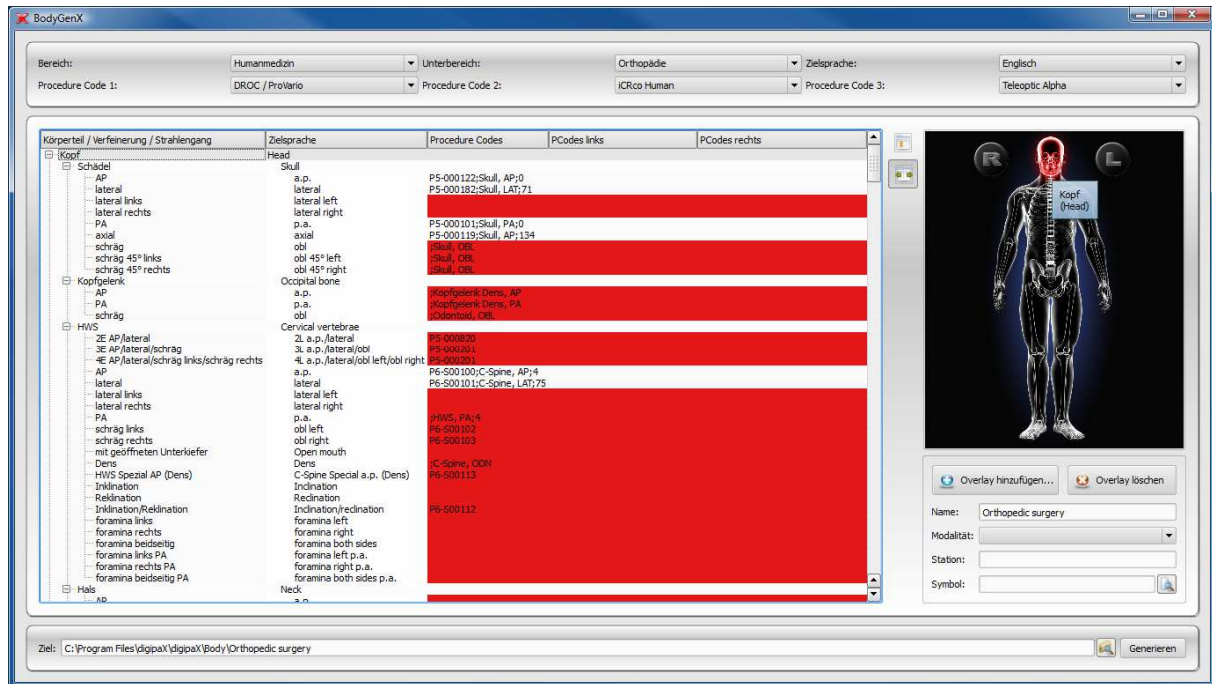 BodyGenX
Bereich: Humanmedizin Unterbereich: Orthopädie Zielsprache: Englisch
Procedure Code 1: DROC / ProVario Procedure Code 2: iCRco Human Procedure Code 3: Teleoptic Alpha
Körperteil / Verfeinerung / Strahlengang Zielsprache Procedure Codes PCodes links PCodes rechts
Kopf Head
Schädel Skull
AP a.p. P5-000122;Skull, AP;0
lateral lateral P5-000182;Skull, LAT;71
lateral links lateral left
lateral rechts lateral right
PA p.a. P5-000101;Skull, PA;0
axial axial P5-000119;Skull, AP;134
schräg obl ;Skull, OBL
schräg 45° links obl 45° left ;Skull, OBL
schräg 45° rechts obl 45° right ;Skull, OBL
Kopfgelenk Occipital bone
AP a.p. ;Kopfgelenk Dens, AP
PA p.a. ;Kopfgelenk Dens, PA
schräg obl ;Odontoid, OBL
HWS Cervical vertebrae
2E AP/lateral 2L a.p./lateral P5-000820
3E AP/lateral/schräg 3L a.p./lateral/obl P5-000201
4E AP/lateral/schräg links/schräg rechts 4L a.p./lateral/obl left/obl right P5-000201
AP a.p. P6-S00100;C-Spine, AP;4
lateral lateral P6-S00101;C-Spine, LAT;75
lateral links lateral left
lateral rechts lateral right
PA p.a. ;HWS, PA;4
schräg links obl left P6-S00102
schräg rechts obl right P6-S00103
mit geöffneten Unterkiefer Open mouth
Dens Dens ;C-Spine, ODN
HWS Spezial AP (Dens) C-Spine Special a.p. (Dens) P6-S00113
Inklination Inclination
Reklination Reclination
Inklination/Reklination Inclination/reclination P6-S00112
foramina links foramina left
foramina rechts foramina right
foramina beidseitig foramina both sides
foramina links PA foramina left p.a.
foramina rechts PA foramina right p.a.
foramina beidseitig PA foramina both sides p.a.
Hals Neck
AP a.p.
R L
Kopf
(Head)
Overlay hinzufügen... Overlay löschen
Name: Orthopedic surgery
Modalität:
Station:
Symbol:
Ziel: C:\Program Files\digipaX\digipaX\Body\Orthopedic surgery Generieren